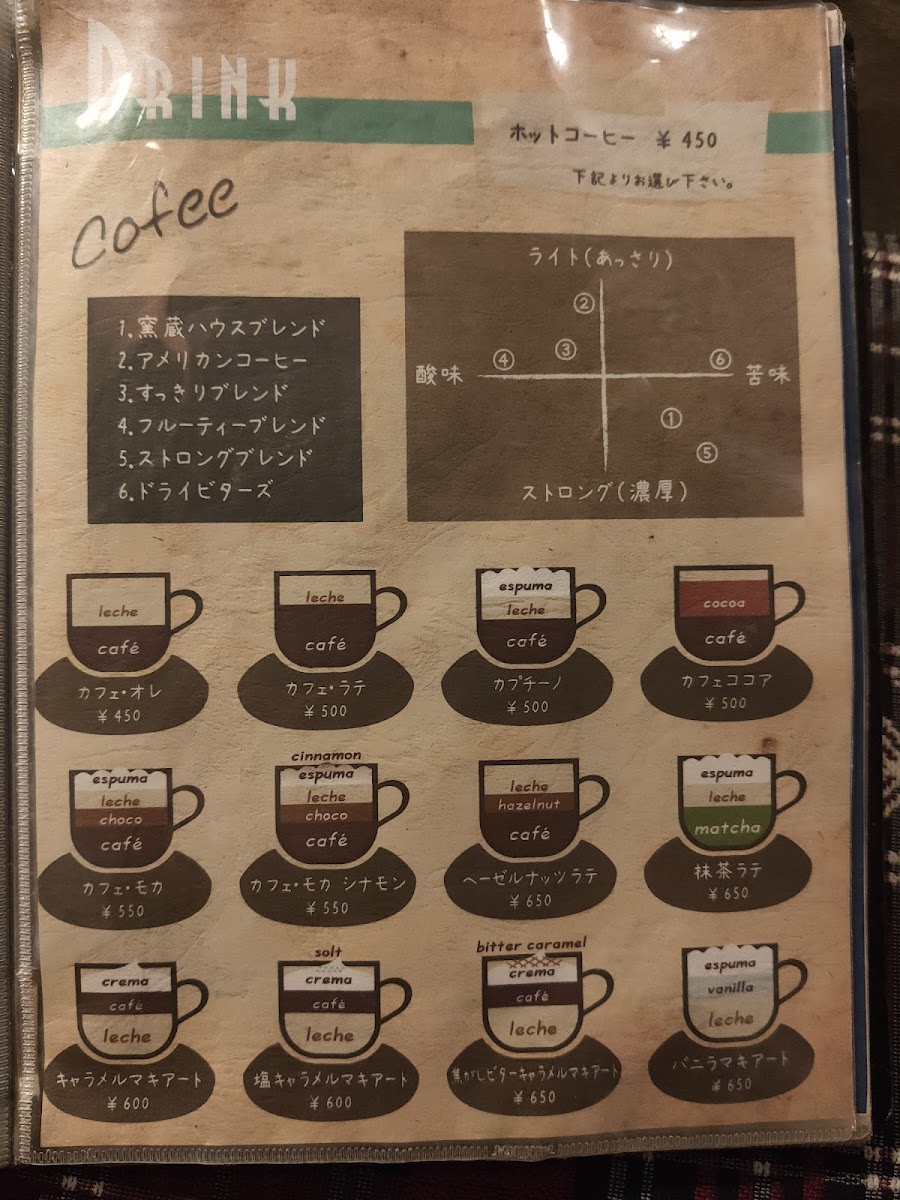 DRINK
ホットコーヒー ¥ 450
下記よりお選び下さい。
Cofee
1.窯蔵ハウスブレンド
2.アメリカンコーヒー
3.すっきりブレンド
4.フルーティーブレンド
5.ストロングブレンド
6.ドライビターズ
ライト(あっさり)
②
③
④
⑥
酸味
苦味
①
⑤
ストロング(濃厚)
leche
café
カフェ・オレ
¥ 450
leche
café
カフェ・ラテ
¥ 500
espuma
leche
café
カプチーノ
¥ 500
cocoa
café
カフェココア
¥ 500
espuma
leche
choco
café
カフェ・モカ
¥ 550
cinnamon
espuma
leche
choco
café
カフェ・モカ シナモン
¥ 550
leche
hazelnut
café
ヘーゼルナッツラテ
¥ 650
espuma
leche
matcha
抹茶ラテ
¥ 650
crema
café
leche
キャラメルマキアート
¥ 600
solt
crema
café
leche
塩キャラメルマキアート
¥ 600
bitter caramel
crema
café
leche
焦がしビターキャラメルマキアート
¥ 650
espuma
vanilla
leche
バニラマキアート
¥ 650